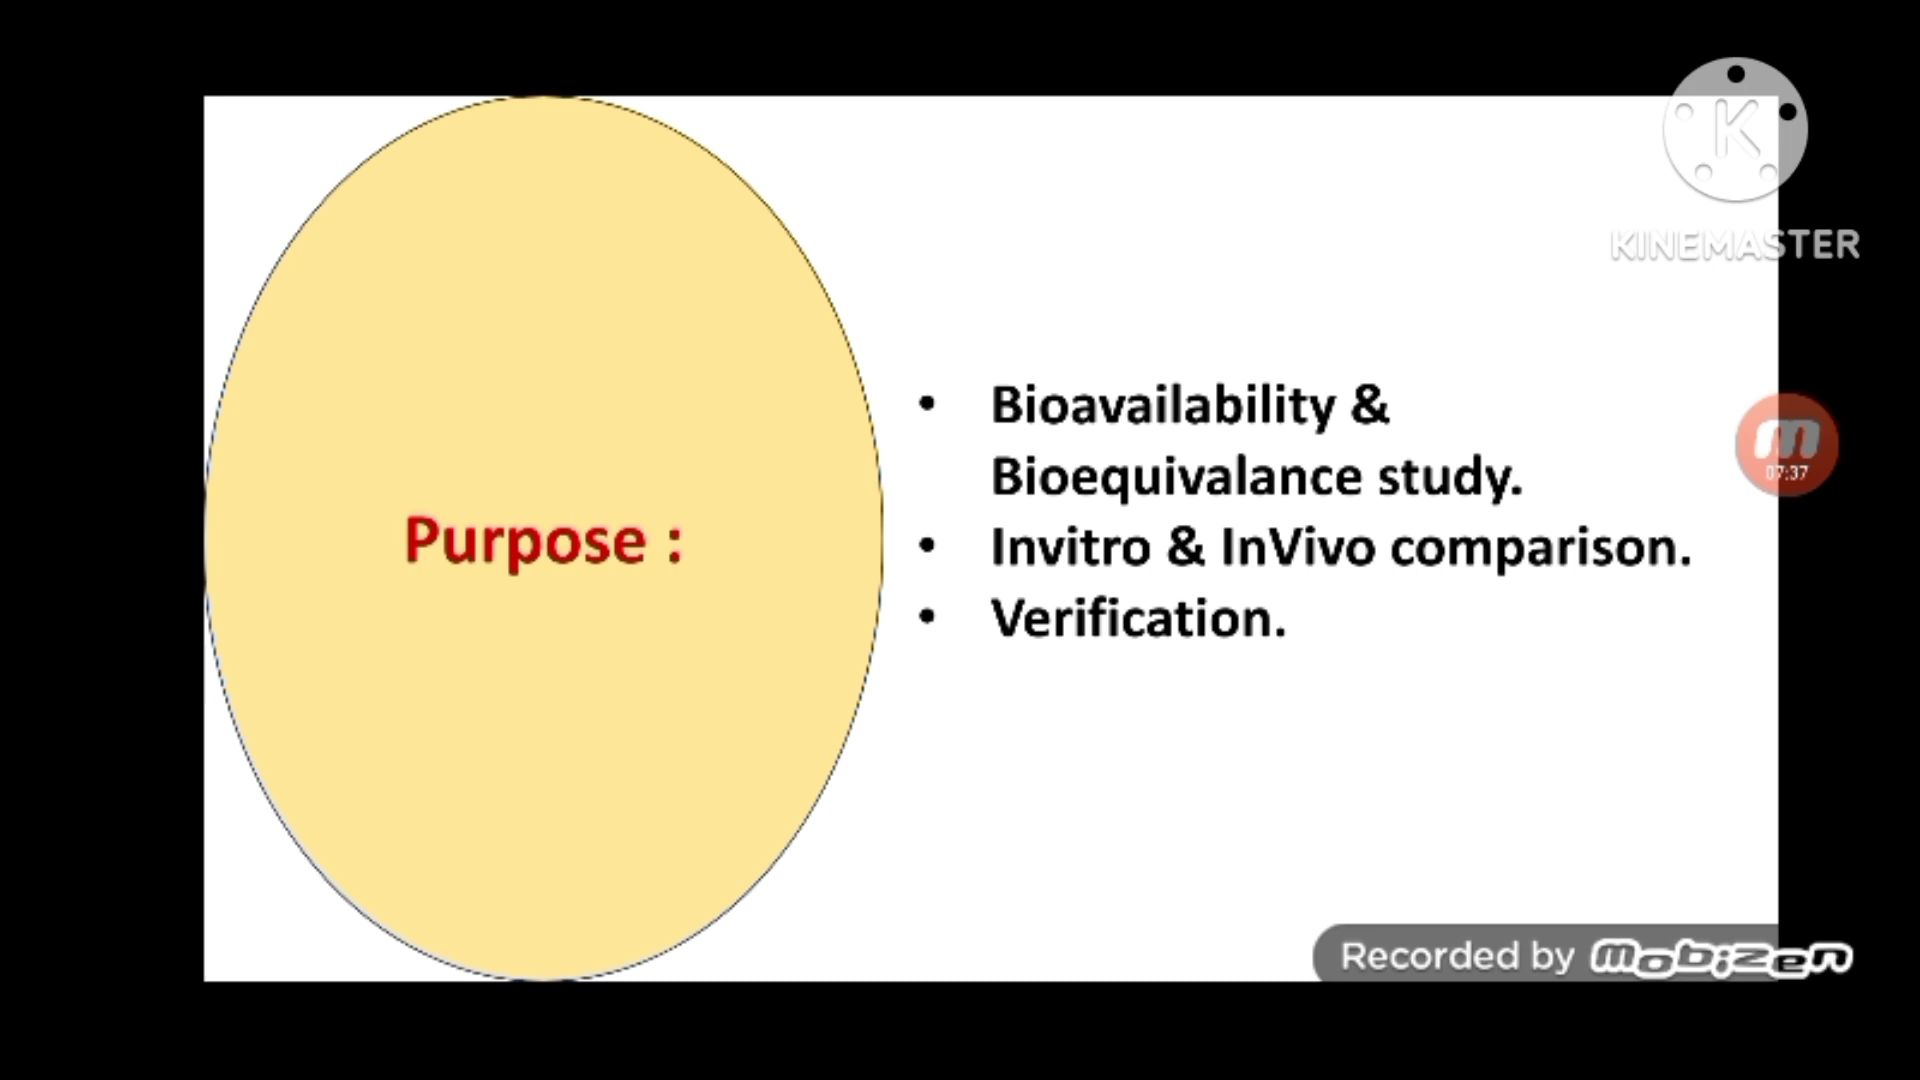 K
KINEMASTER
Bioavailability &
Bioequivalance study.
Purpose :
Invitro & InVivo comparison.
Verification.
m
07:37
Recorded by mobizen